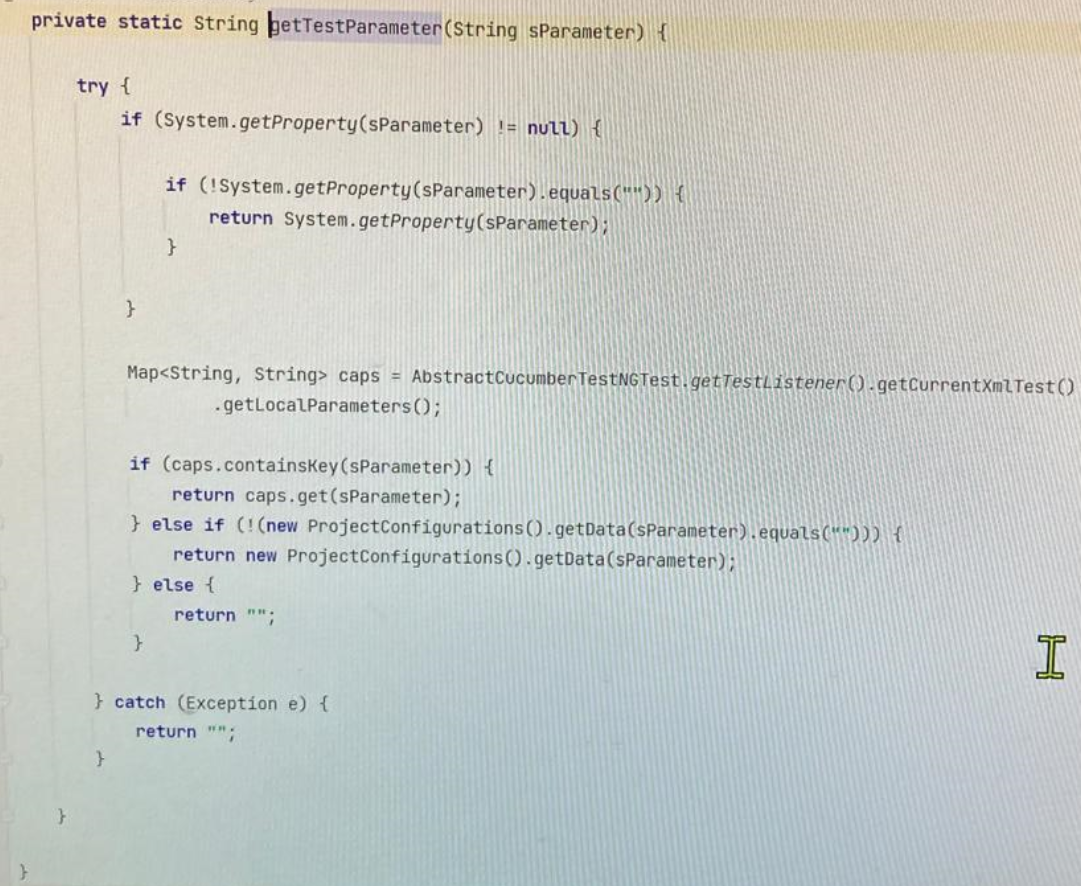 private static String getTestParameter(String sParameter) {
try {
if (System.getProperty(sParameter) != null) {
if (!System.getProperty(sParameter).equals("")) {
return System.getProperty(sParameter);
}
}
Map<String, String> caps = AbstractCucumberTestNGTest.getTestListener().getCurrentXmlTest()
.getLocalParameters();
if (caps.containsKey(sParameter)) {
return caps.get(sParameter);
} else if (!(new ProjectConfigurations().getData(sParameter).equals(""))) {
return new ProjectConfigurations().getData(sParameter);
} else {
return "";
}
} catch (Exception e) {
return "";
}
}
}